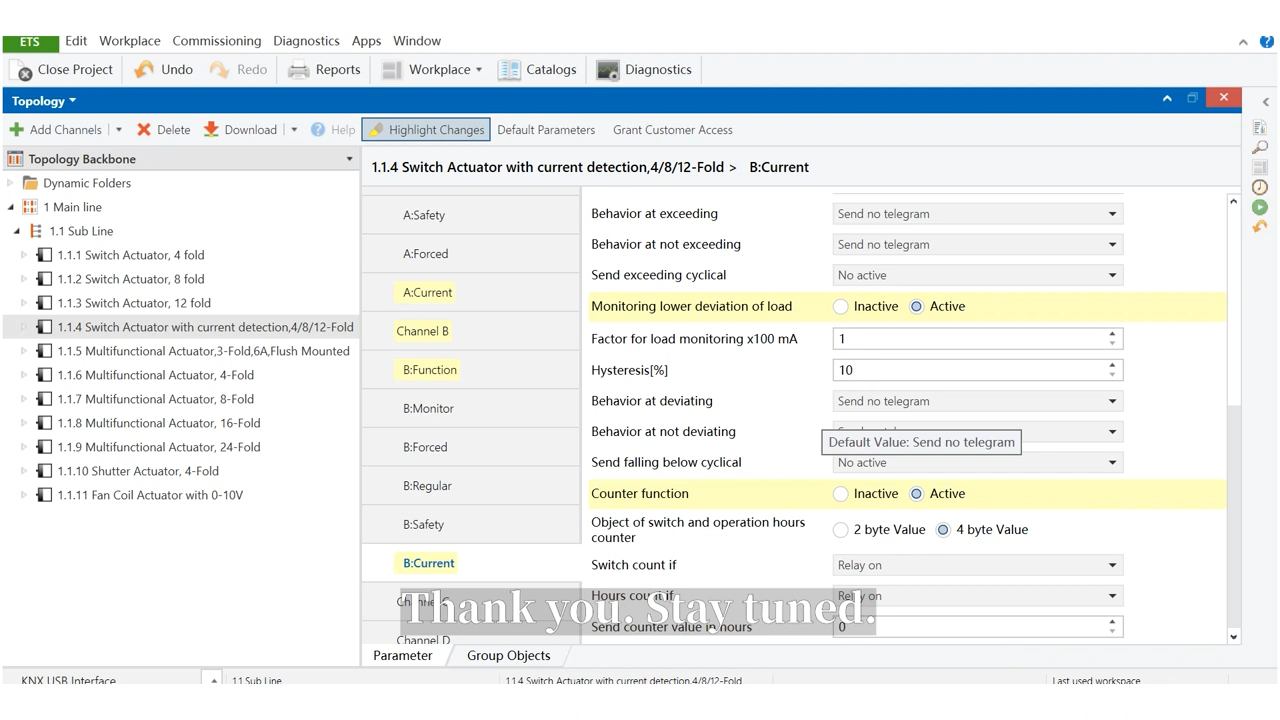 ETS Edit Workplace Commissioning Diagnostics Apps Window
Close Project Undo Redo Reports Workplace Catalogs Diagnostics
Topology
Add Channels Delete Download Help Highlight Changes Default Parameters Grant Customer Access
Topology Backbone
Dynamic Folders
1 Main line
1.1 Sub Line
1.1.1 Switch Actuator, 4 fold
1.1.2 Switch Actuator, 8 fold
1.1.3 Switch Actuator, 12 fold
1.1.4 Switch Actuator with current detection,4/8/12-Fold
1.1.5 Multifunctional Actuator,3-Fold,6A,Flush Mounted
1.1.6 Multifunctional Actuator, 4-Fold
1.1.7 Multifunctional Actuator, 8-Fold
1.1.8 Multifunctional Actuator, 16-Fold
1.1.9 Multifunctional Actuator, 24-Fold
1.1.10 Shutter Actuator, 4-Fold
1.1.11 Fan Coil Actuator with 0-10V
1.1.4 Switch Actuator with current detection,4/8/12-Fold > B:Current
A:Safety
A:Forced
A:Current
Channel B
B:Function
B:Monitor
B:Forced
B:Regular
B:Safety
B:Current
Channel C
Channel D
Behavior at exceeding Send no telegram
Behavior at not exceeding Send no telegram
Send exceeding cyclical No active
Monitoring lower deviation of load Inactive Active
Factor for load monitoring x100 mA 1
Hysteresis[%] 10
Behavior at deviating Send no telegram
Behavior at not deviating
Default Value: Send no telegram
Send falling below cyclical No active
Counter function Inactive Active
Object of switch and operation hours
counter 2 byte Value 4 byte Value
Switch count if Relay on
Hours count if Relay on
Thank you. Stay tuned.
Send counter value in hours 0
Parameter Group Objects
KNX USB Interface 1.1 Sub Line 1.1.4 Switch Actuator with current detection,4/8/12-Fold Last used workspace